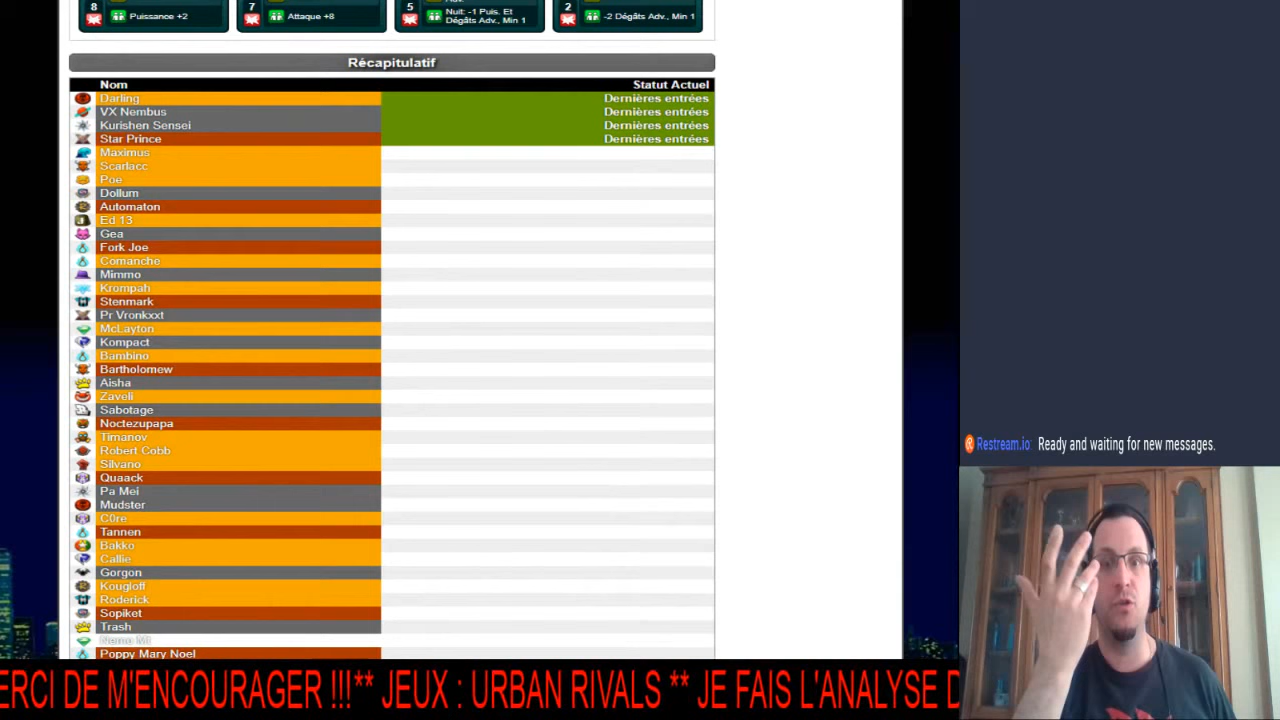 8
Puissance +2
7
Attaque +8
5
Nuit: -1 Puis. Et
Dégâts Adv., Min 1
2
-2 Dégâts Adv., Min 1
Récapitulatif
Nom Statut Actuel
Darling Dernières entrées
VX Nembus Dernières entrées
Kurishen Sensei Dernières entrées
Star Prince Dernières entrées
Maximus
Scarlacc
Poe
Dollum
Automaton
Ed 13
Gea
Fork Joe
Comanche
Mimmo
Krompah
Stenmark
Pr Vronkxxt
McLayton
Kompact
Bambino
Bartholomew
Aisha
Zaveli
Sabotage
Noctezupapa
Timanov
Robert Cobb
Silvano
Quaack
Pa Mei
Mudster
C0re
Tannen
Bakko
Callie
Gorgon
Kougloff
Roderick
Sopiket
Trash
Poppy Mary Noel
Restream.io: Ready and waiting for new messages.
ERCI DE M'ENCOURAGER !!!** JEUX : URBAN RIVALS ** JE FAIS L'ANALYSE D